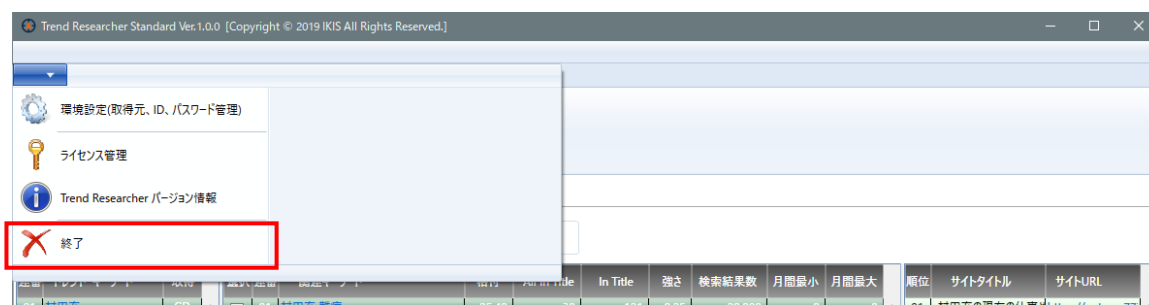 Trend Researcher Standard Ver.1.0.0 [Copyright © 2019 IKIS All Rights Reserved.]
環境設定(取得元、ID、パスワード管理)
ライセンス管理
Trend Researcher バージョン情報
終了
In Title 強さ 検索結果数 月間最小 月間最大 順位 サイトタイトル サイトURL